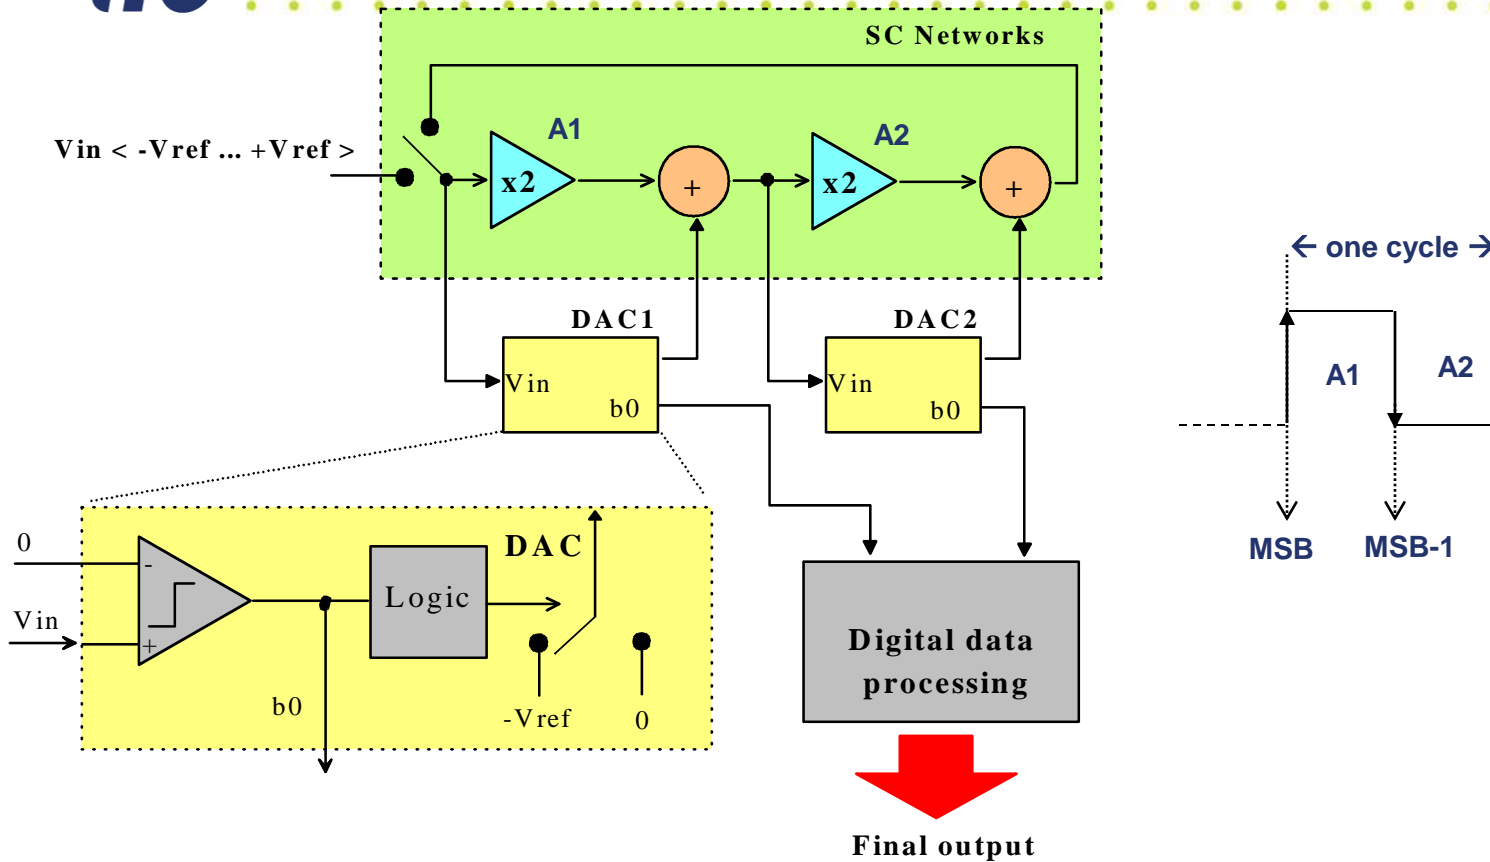 SC Networks
A1
A2
Vin < -Vref ... +Vref >
x2
+
x2
+
← one cycle →
DAC1
DAC2
Vin
b0
Vin
b0
A1
A2
MSB
MSB-1
0
-
Vin
+
Logic
DAC
b0
-Vref
0
Digital data
processing
Final output